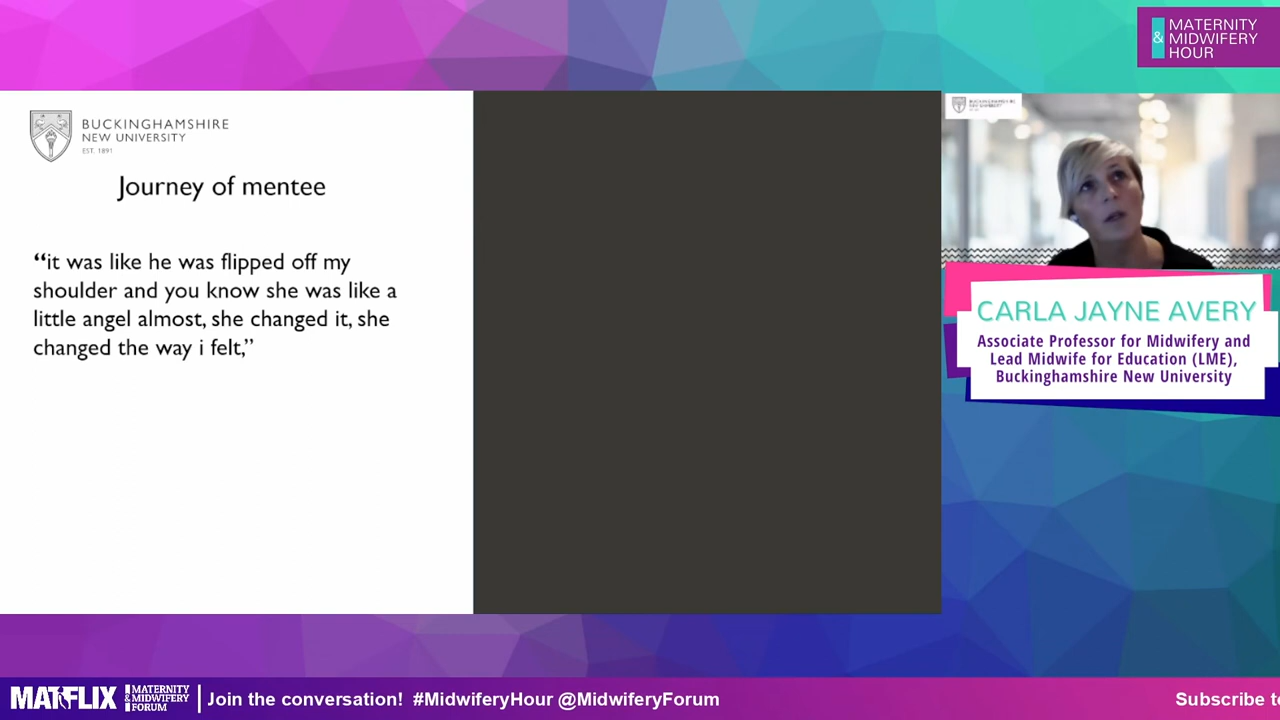 MATERNITY
& MIDWIFERY
HOUR
BUCKINGHAMSHIRE
NEW UNIVERSITY
EST. 1891
Journey of mentee
“it was like he was flipped off my
shoulder and you know she was like a
little angel almost, she changed it, she
changed the way i felt,”
CARLA JAYNE AVERY
Associate Professor for Midwifery and
Lead Midwife for Education (LME),
Buckinghamshire New University
MATFLIX
MATERNITY
& MIDWIFERY
FORUM
Join the conversation! #MidwiferyHour @MidwiferyForum
Subscribe